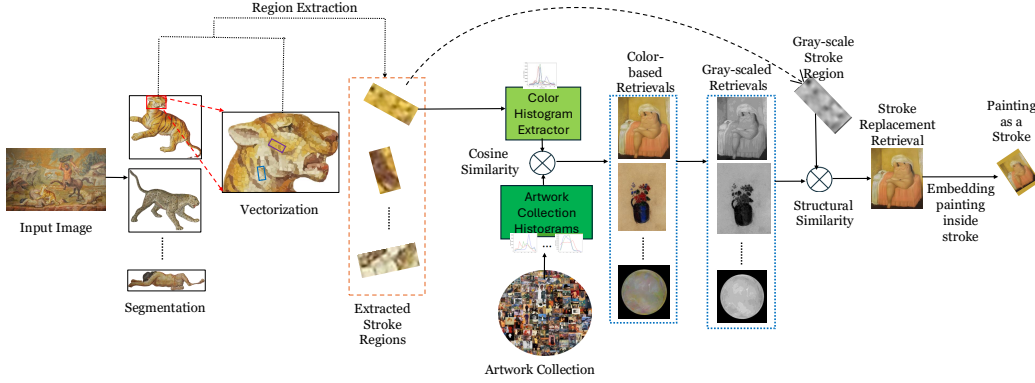 Region Extraction
Input Image
Segmentation
Vectorization
Extracted
Stroke
Regions
Color
Histogram
Extractor
Cosine
Similarity
Artwork
Collection
Histograms
...
Artwork Collection
Color-
based
Retrievals
Gray-scaled
Retrievals
Gray-scale
Stroke
Region
Structural
Similarity
Stroke
Replacement
Retrieval
Embedding
painting
inside
stroke
Painting
as a
Stroke